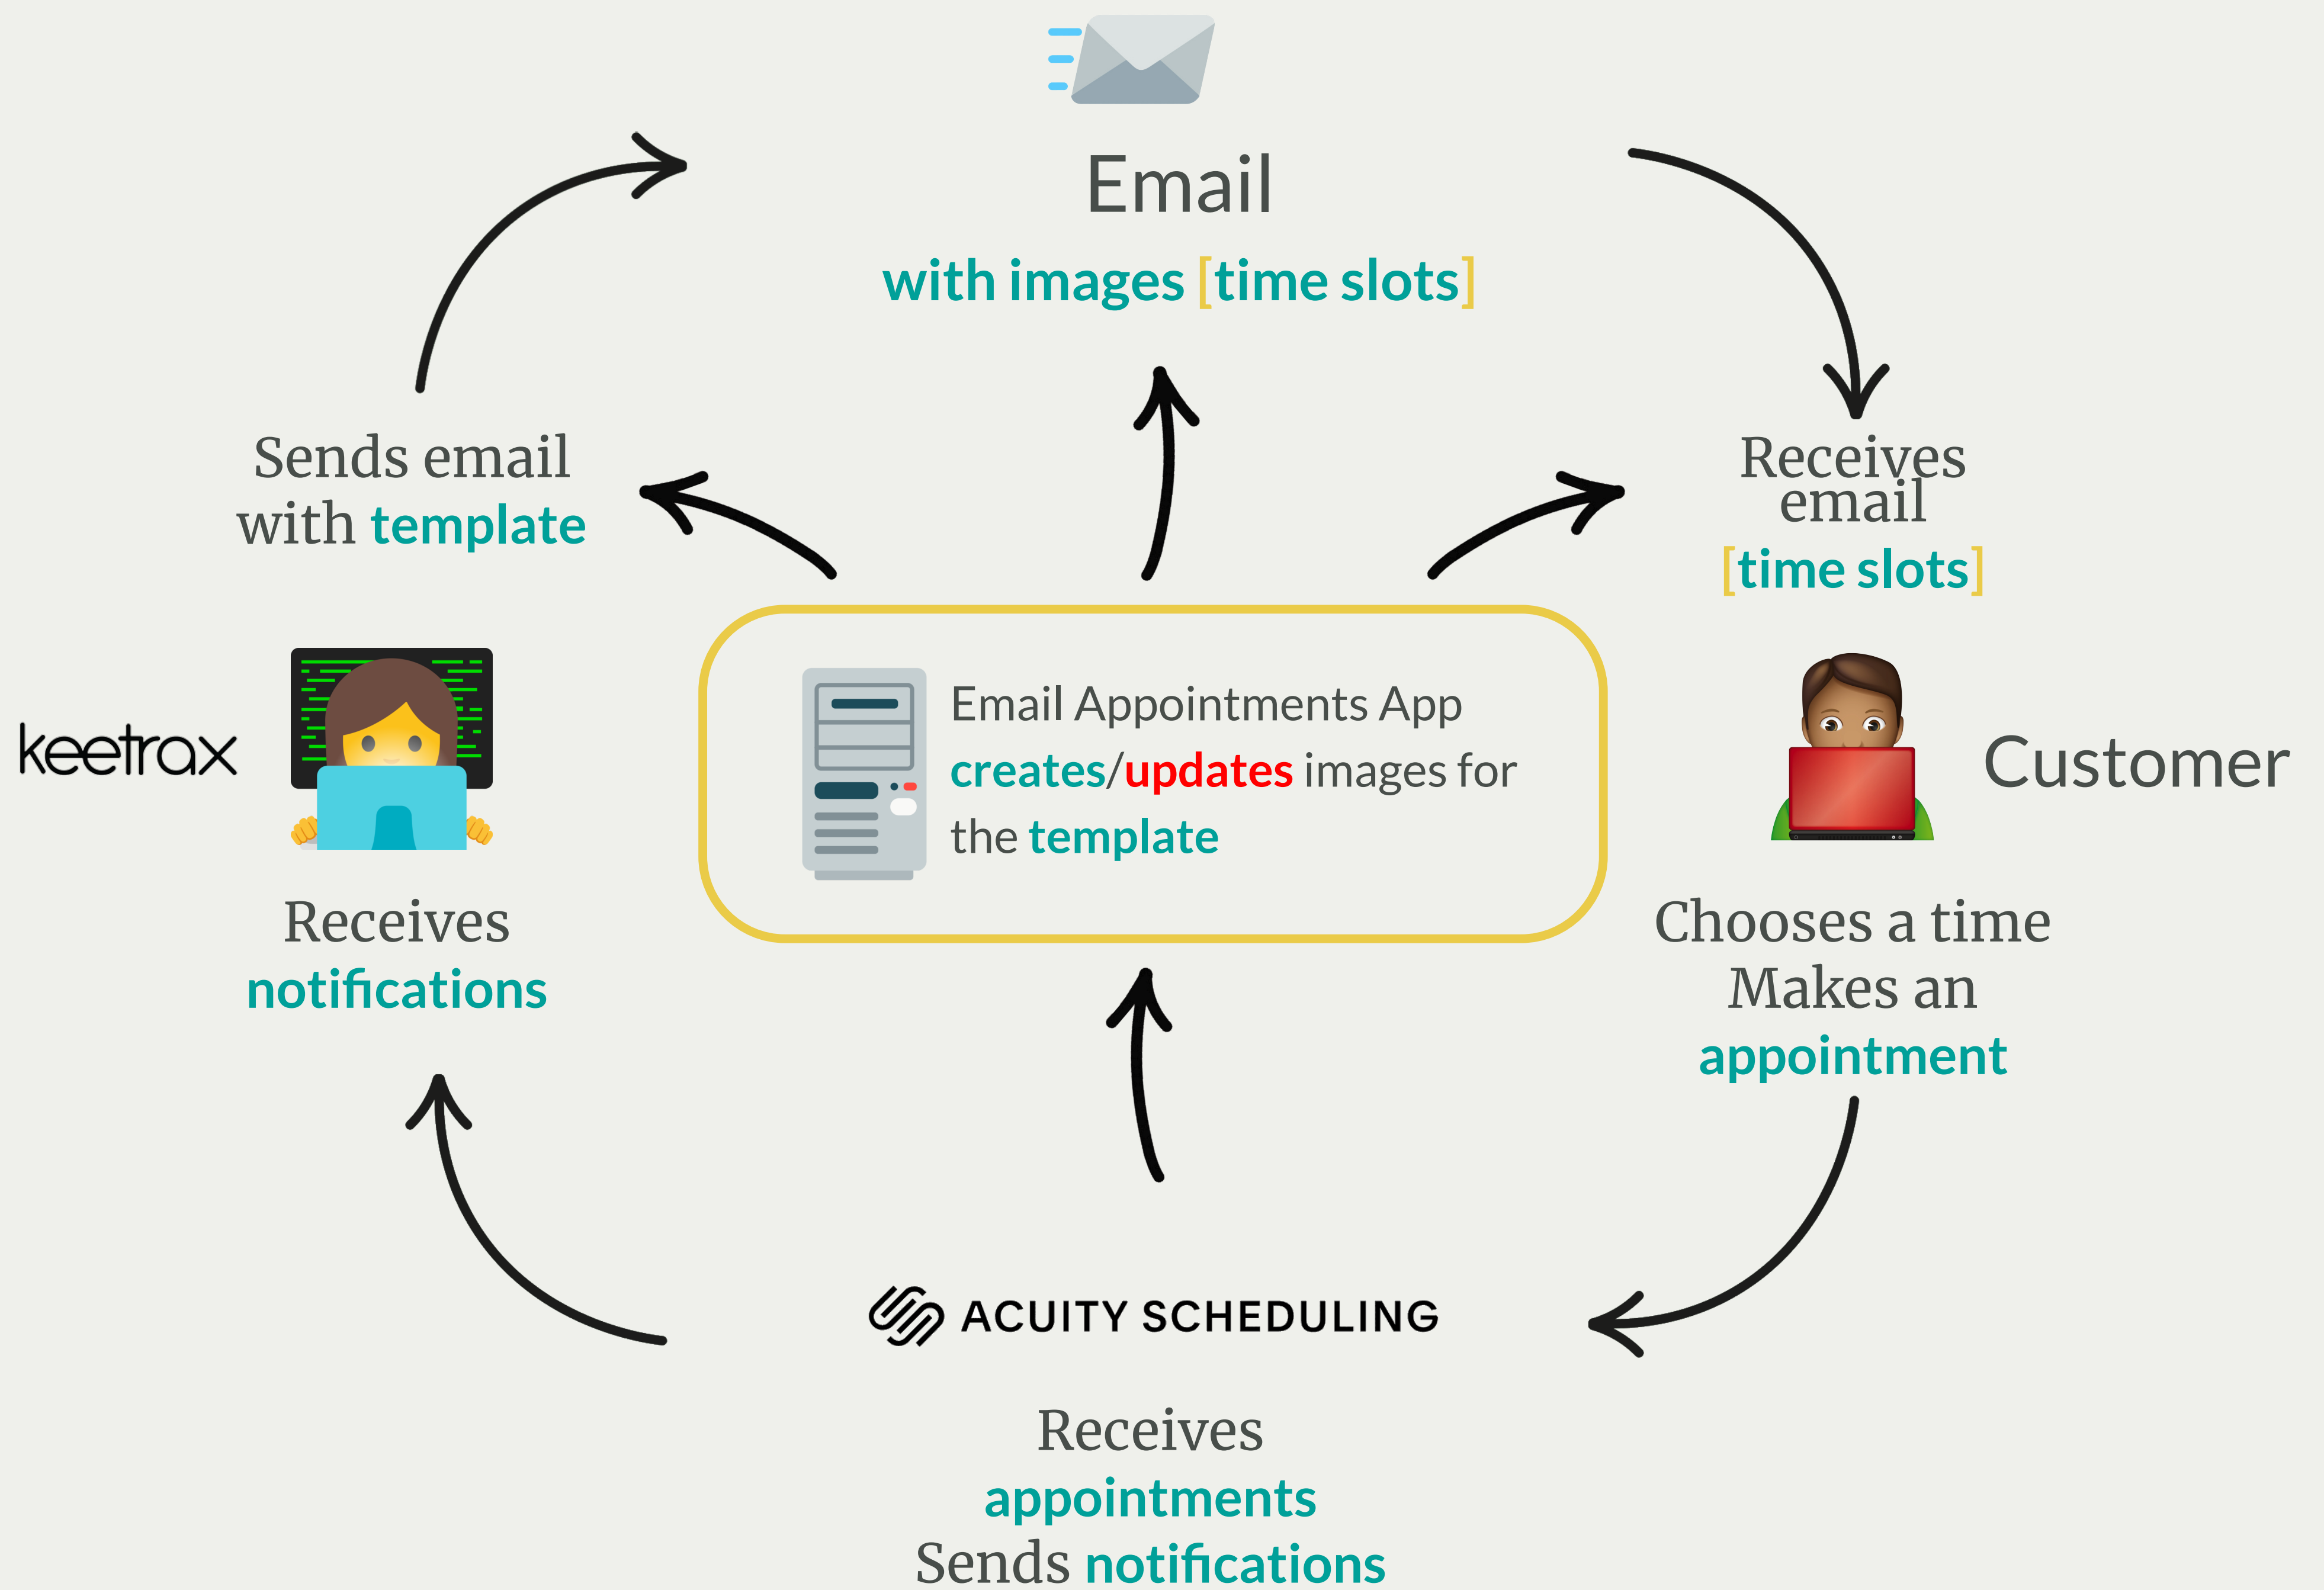 Email
with images [time slots]
Sends email
with template
Receives
email
[time slots]
keetrax
Email Appointments App
creates/updates images for
the template
Customer
Receives
notifications
Chooses a time
Makes an
appointment
ACUITY SCHEDULING
Receives
appointments
Sends notifications